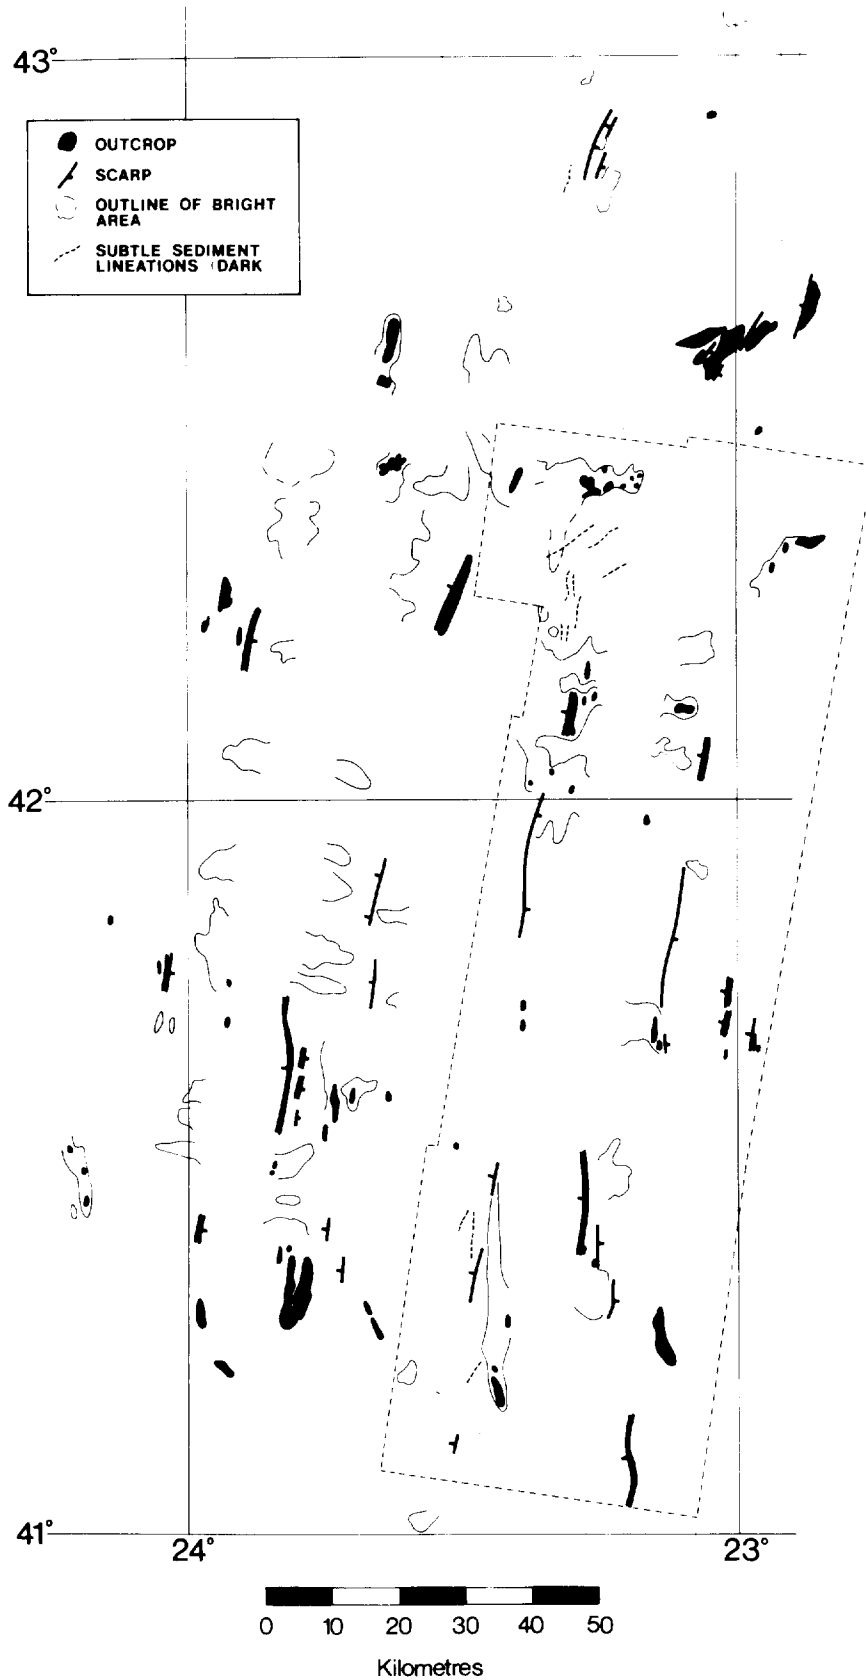 43°
OUTCROP
SCARP
OUTLINE OF BRIGHT
AREA
SUBTLE SEDIMENT
LINEATIONS (DARK
42°
41°
24° 23°
0 10 20 30 40 50
Kilometres